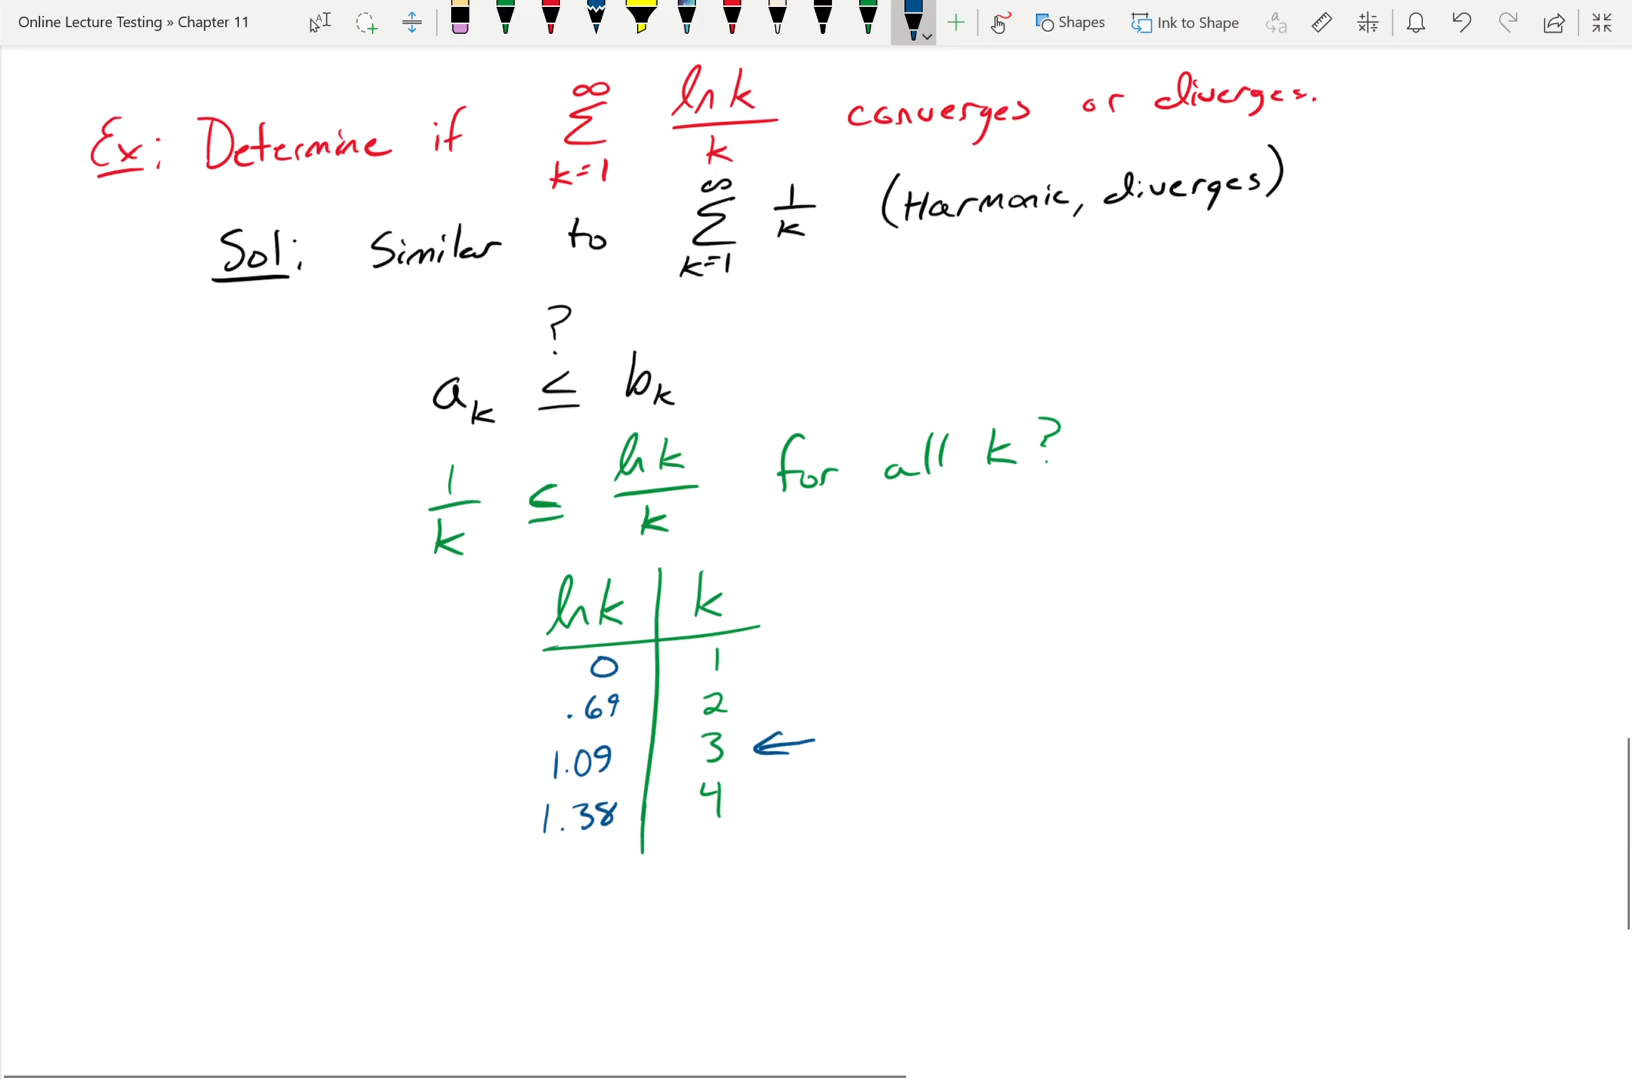 Online Lecture Testing » Chapter 11
Shapes
Ink to Shape
Ex: Determine if ∞ Σ k=1 ln k / k converges or diverges.
Sol: Similar to ∞ Σ k=1 1/k (Harmonic, diverges)
?
a_k ≤ b_k
1/k ≤ ln k / k for all k?
ln k | k
0 | 1
.69 | 2
1.09 | 3 ←
1.38 | 4